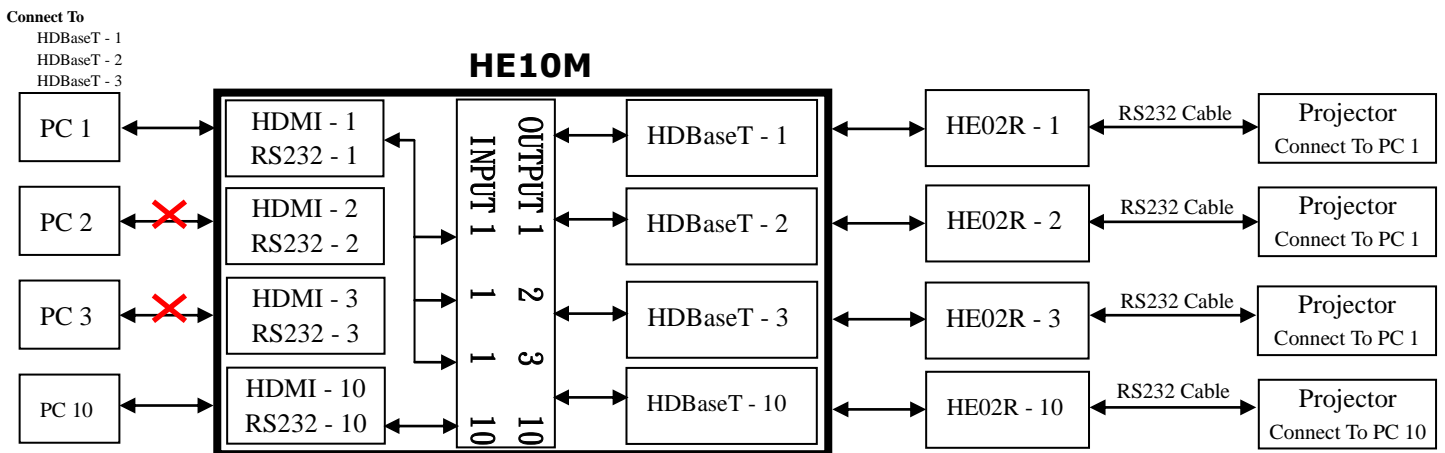 Connect To
HDBaseT - 1
HDBaseT - 2
HDBaseT - 3
HE10M
PC 1
HDMI - 1
RS232 - 1
PC 2
HDMI - 2
RS232 - 2
PC 3
HDMI - 3
RS232 - 3
PC 10
HDMI - 10
RS232 - 10
OUTPUT 1 2 3 10
INPUT 1 1 1 10
HDBaseT - 1
HDBaseT - 2
HDBaseT - 3
HDBaseT - 10
HE02R - 1
RS232 Cable
Projector
Connect To PC 1
HE02R - 2
RS232 Cable
Projector
Connect To PC 1
HE02R - 3
RS232 Cable
Projector
Connect To PC 1
HE02R - 10
RS232 Cable
Projector
Connect To PC 10